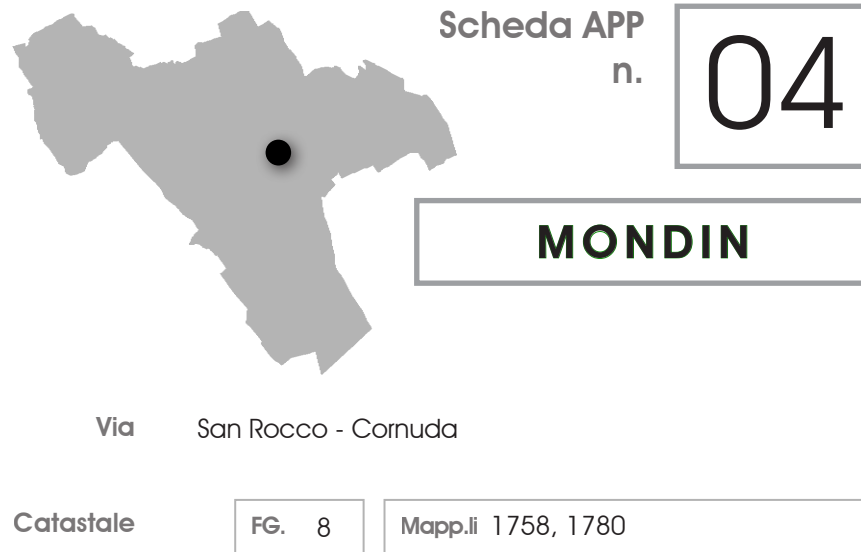 Scheda APP
n.
04
MONDIN
Via San Rocco - Cornuda
Catastale FG. 8 Mapp.li 1758, 1780